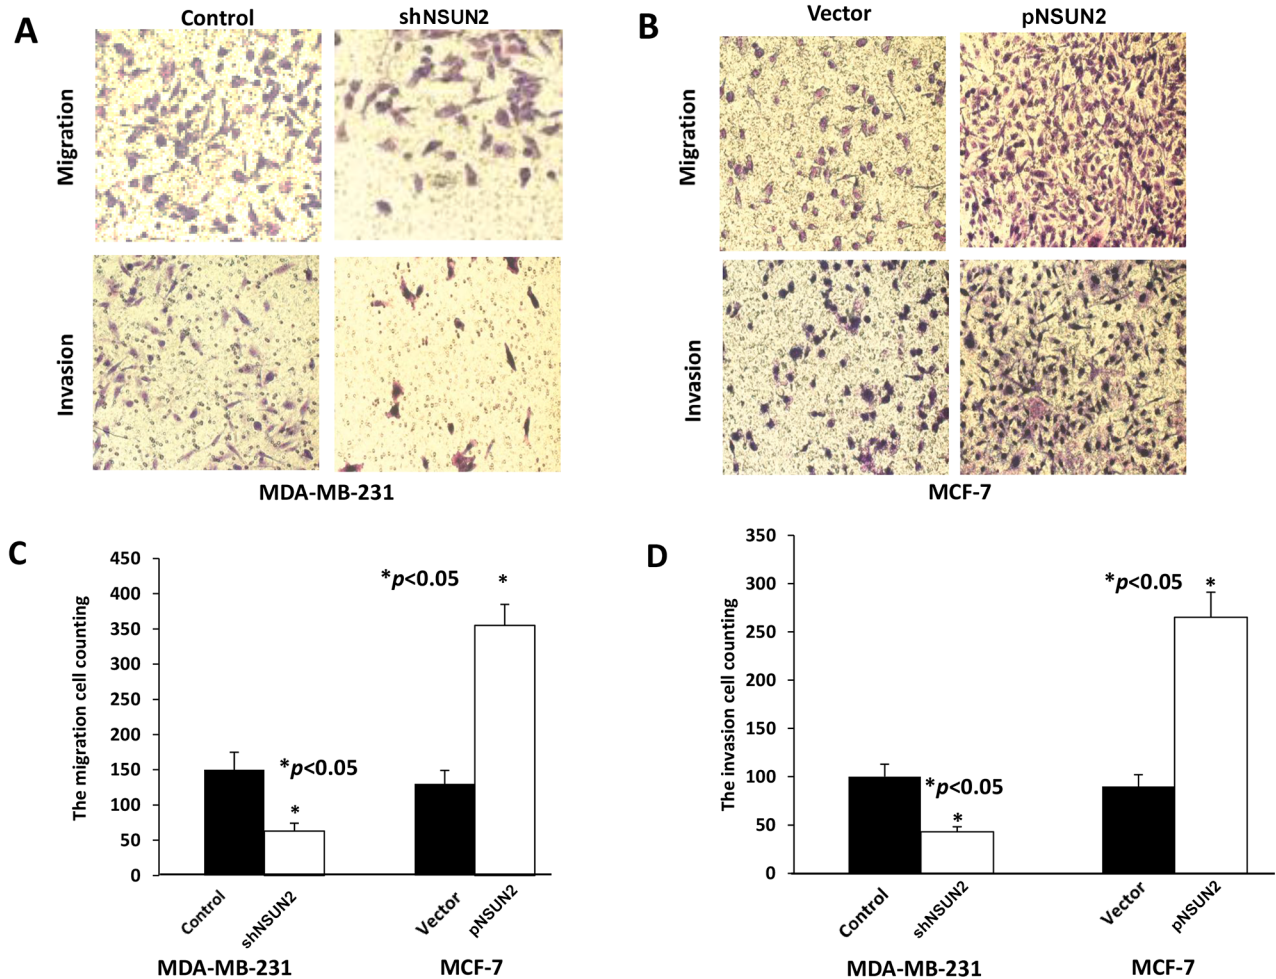 A
Control
shNSUN2
Migration
Invasion
MDA-MB-231
B
Vector
pNSUN2
Migration
Invasion
MCF-7
C
The migration cell counting
450
400
350
300
250
200
150
100
50
0
*p<0.05
*
*p<0.05
*
Control
shNSUN2
Vector
pNSUN2
MDA-MB-231
MCF-7
D
The invasion cell counting
350
300
250
200
150
100
50
0
*p<0.05
*
*p<0.05
*
Control
shNSUN2
Vector
pNSUN2
MDA-MB-231
MCF-7